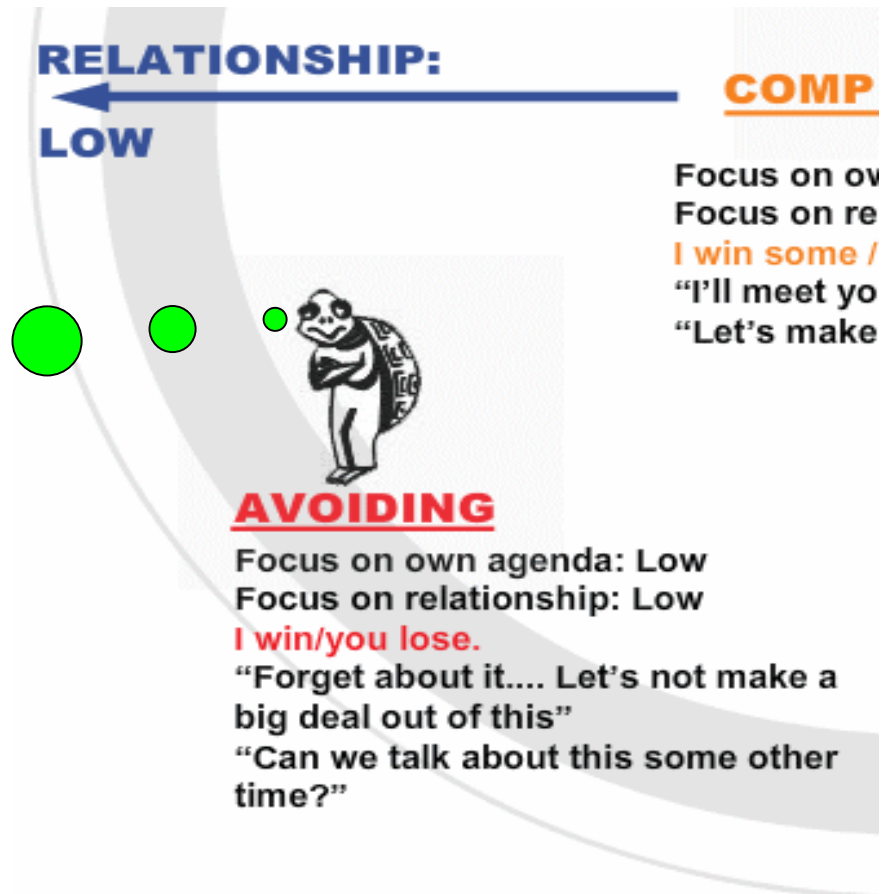 RELATIONSHIP:
LOW
COMP
Focus on ow
Focus on re
I win some /
“I’ll meet yo
“Let’s make
AVOIDING
Focus on own agenda: Low
Focus on relationship: Low
I win/you lose.
“Forget about it.... Let’s not make a
big deal out of this”
“Can we talk about this some other
time?”